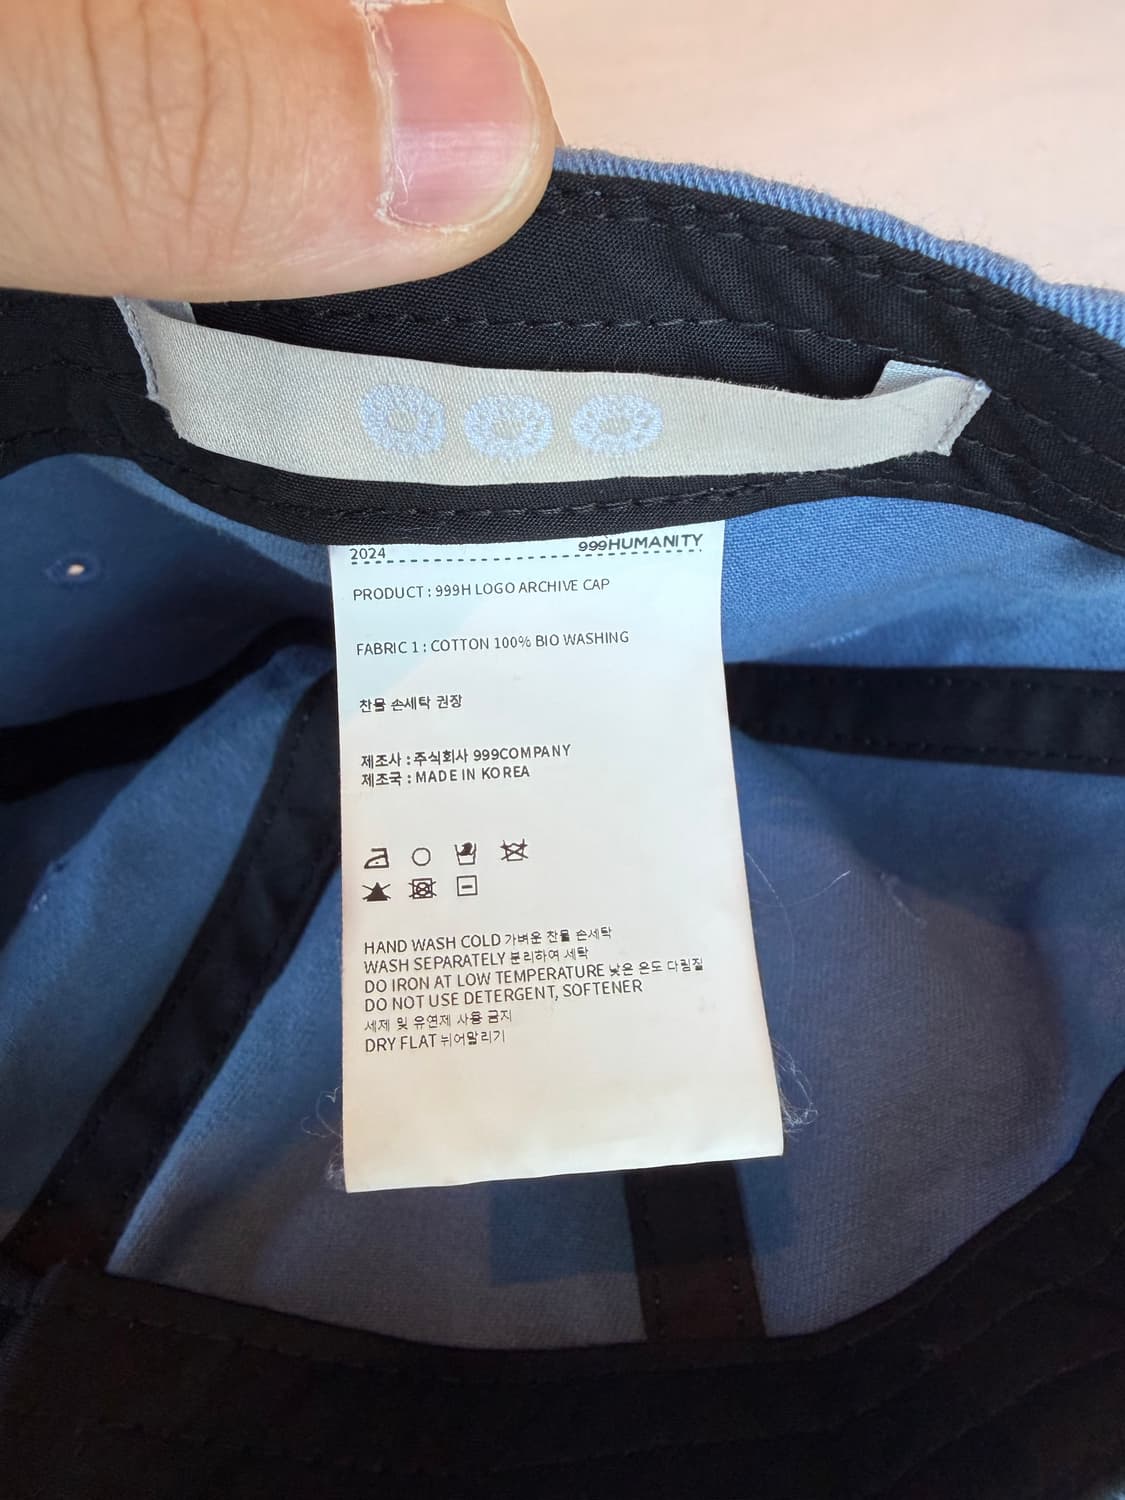 2024 999HUMANITY
PRODUCT : 999H LOGO ARCHIVE CAP
FABRIC 1 : COTTON 100% BIO WASHING
찬물 손세탁 권장
제조사 : 주식회사 999COMPANY
제조국 : MADE IN KOREA
HAND WASH COLD 가벼운 찬물 손세탁
WASH SEPARATELY 분리하여 세탁
DO IRON AT LOW TEMPERATURE 낮은 온도 다림질
DO NOT USE DETERGENT, SOFTENER
세제 및 유연제 사용 금지
DRY FLAT 뉘어말리기